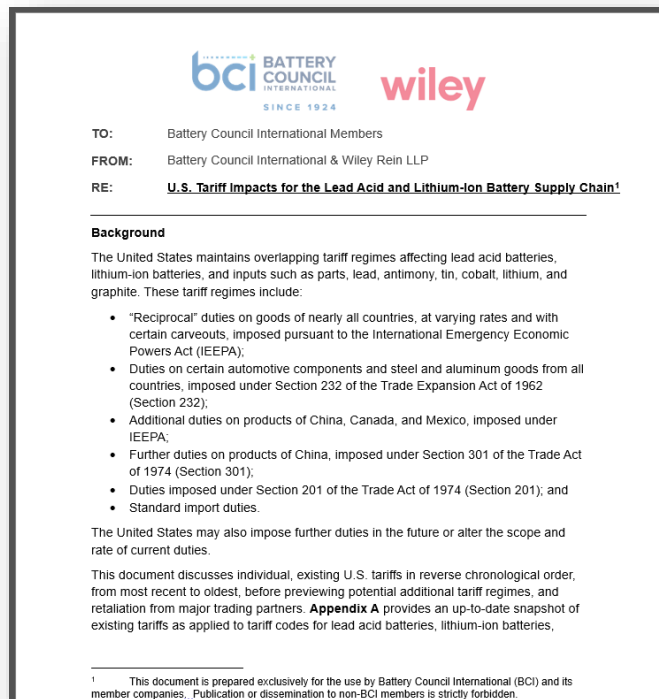 bci BATTERY
COUNCIL
INTERNATIONAL
SINCE 1924
wiley
TO: Battery Council International Members
FROM: Battery Council International & Wiley Rein LLP
RE: U.S. Tariff Impacts for the Lead Acid and Lithium-Ion Battery Supply Chain¹
Background
The United States maintains overlapping tariff regimes affecting lead acid batteries,
lithium-ion batteries, and inputs such as parts, lead, antimony, tin, cobalt, lithium, and
graphite. These tariff regimes include:
• “Reciprocal” duties on goods of nearly all countries, at varying rates and with
certain carveouts, imposed pursuant to the International Emergency Economic
Powers Act (IEEPA);
• Duties on certain automotive components and steel and aluminum goods from all
countries, imposed under Section 232 of the Trade Expansion Act of 1962
(Section 232);
• Additional duties on products of China, Canada, and Mexico, imposed under
IEEPA;
• Further duties on products of China, imposed under Section 301 of the Trade Act
of 1974 (Section 301);
• Duties imposed under Section 201 of the Trade Act of 1974 (Section 201); and
• Standard import duties.
The United States may also impose further duties in the future or alter the scope and
rate of current duties.
This document discusses individual, existing U.S. tariffs in reverse chronological order,
from most recent to oldest, before previewing potential additional tariff regimes, and
retaliation from major trading partners. Appendix A provides an up-to-date snapshot of
existing tariffs as applied to tariff codes for lead acid batteries, lithium-ion batteries,
¹ This document is prepared exclusively for the use by Battery Council International (BCI) and its
member companies. Publication or dissemination to non-BCI members is strictly forbidden.